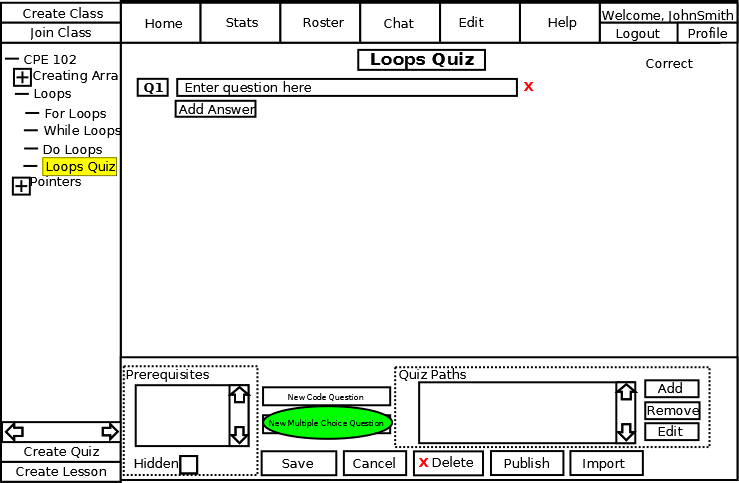 Create Class
Join Class
Home
Stats
Roster
Chat
Edit
Help
Welcome, JohnSmith
Logout
Profile
CPE 102
Creating Arra
Loops
For Loops
While Loops
Do Loops
Loops Quiz
Pointers
Create Quiz
Create Lesson
Loops Quiz
Correct
Q1
Enter question here
X
Add Answer
Prerequisites
Hidden
New Code Question
New Multiple Choice Question
Quiz Paths
Add
Remove
Edit
Save
Cancel
X Delete
Publish
Import